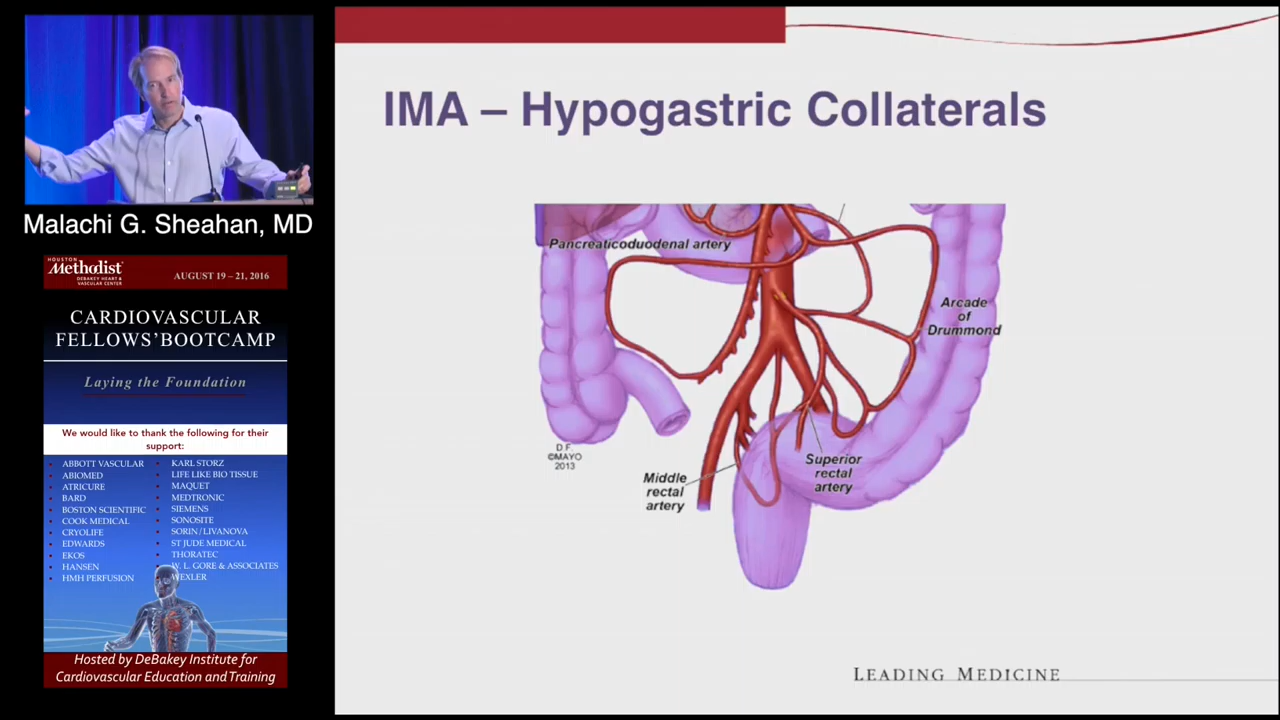 Malachi G. Sheahan, MD
HOUSTON
Methodist
DEBAKEY HEART &
VASCULAR CENTER
AUGUST 19 – 21, 2016
CARDIOVASCULAR
FELLOWS'BOOTCAMP
Laying the Foundation
We would like to thank the following for their
support:
ABBOTT VASCULAR
ABIOMED
ATRICURE
BARD
BOSTON SCIENTIFIC
COOK MEDICAL
CRYOLIFE
EDWARDS
EKOS
HANSEN
HMH PERFUSION
KARL STORZ
LIFE LIKE BIO TISSUE
MAQUET
MEDTRONIC
SIEMENS
SONOSITE
SORIN/LIVANOVA
ST JUDE MEDICAL
THORATEC
W. L. GORE & ASSOCIATES
WEXLER
Hosted by DeBakey Institute for
Cardiovascular Education and Training
IMA – Hypogastric Collaterals
Pancreaticoduodenal artery
Arcade
of
Drummond
D.F.
©MAYO
2013
Middle
rectal
artery
Superior
rectal
artery
LEADING MEDICINE